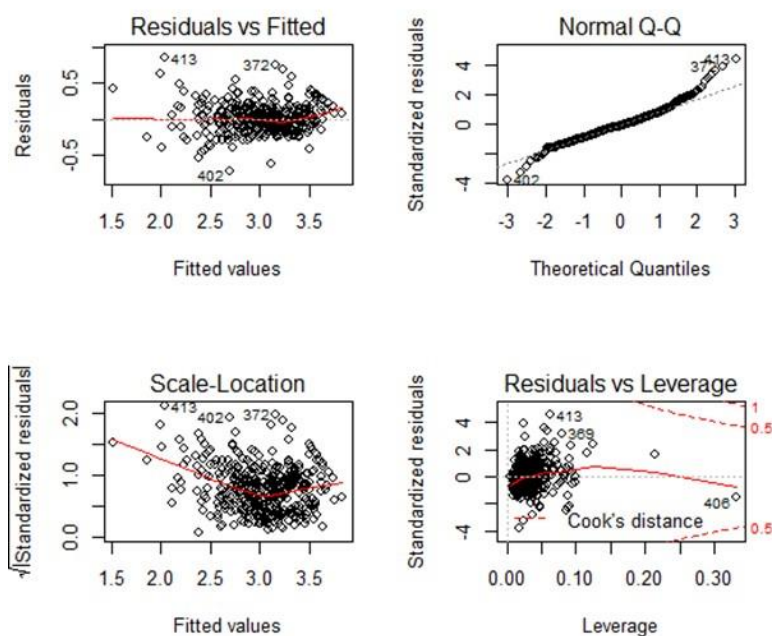 Residuals vs Fitted
Residuals
0.5
-0.5
413
372
402
1.5 2.0 2.5 3.0 3.5
Fitted values
Normal Q-Q
Standardized residuals
4
2
0
-4
413
402
-3 -2 -1 0 1 2 3
Theoretical Quantiles
Scale-Location
√|Standardized residuals|
2.0
1.0
0.0
413
402
372
1.5 2.0 2.5 3.0 3.5
Fitted values
Residuals vs Leverage
Standardized residuals
4
2
0
-4
413
369
406
Cook's distance
1
0.5
0.5
0.00 0.10 0.20 0.30
Leverage